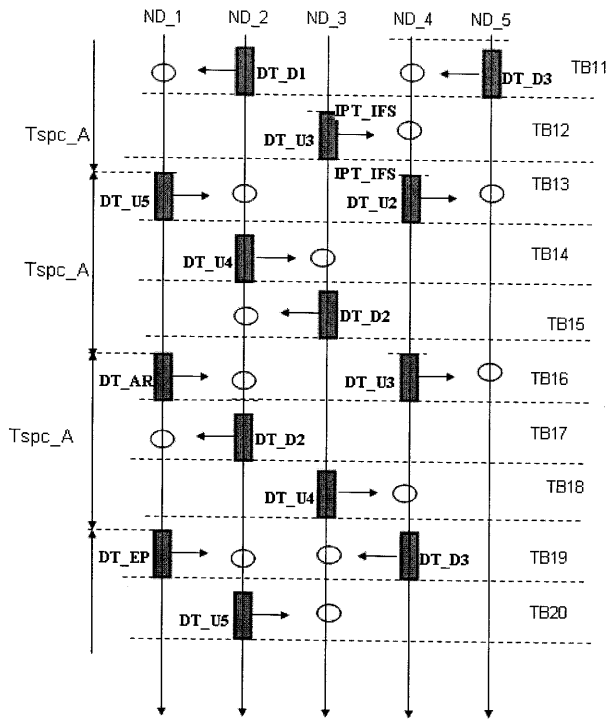 ND_1 ND_2 ND_3 ND_4 ND_5
DT_D1 DT_D3 TB11
IPT_IFS
Tspc_A DT_U3 TB12
IPT_IFS
DT_U5 DT_U2 TB13
DT_U4 TB14
Tspc_A
DT_D2 TB15
DT_AR DT_U3 TB16
Tspc_A DT_D2 TB17
DT_U4 TB18
DT_EP DT_D3 TB19
DT_U5 TB20